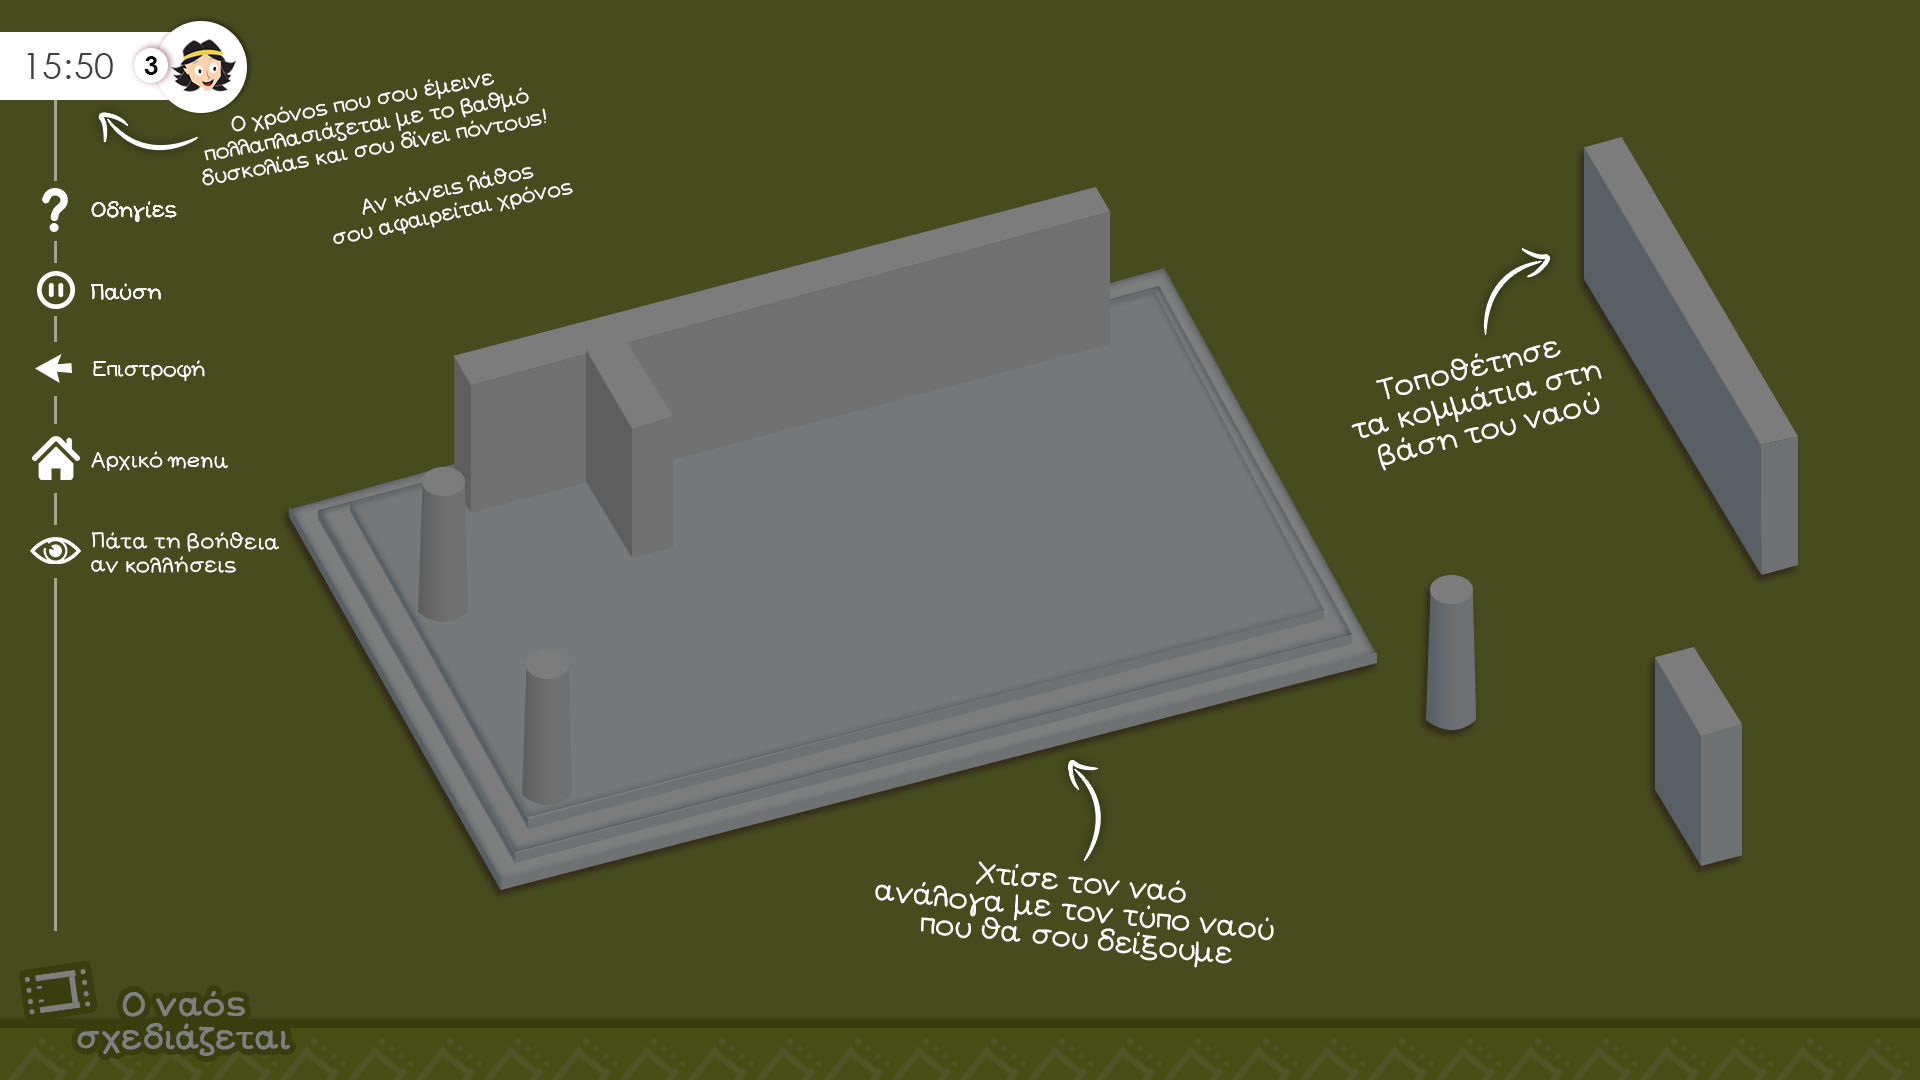 15:50
3
Ο χρόνος που σου έμεινε
πολλαπλασιάζεται με το βαθμό
δυσκολίας και σου δίνει πόντους!
Αν κάνεις λάθος
σου αφαιρείται χρόνος
Οδηγίες
Παύση
Επιστροφή
Αρχικό menu
Πάτα τη βοήθεια
αν κολλήσεις
Τοποθέτησε
τα κομμάτια στη
βάση του ναού
Χτίσε τον ναό
ανάλογα με τον τύπο ναού
που θα σου δείξουμε
Ο ναός
σχεδιάζεται